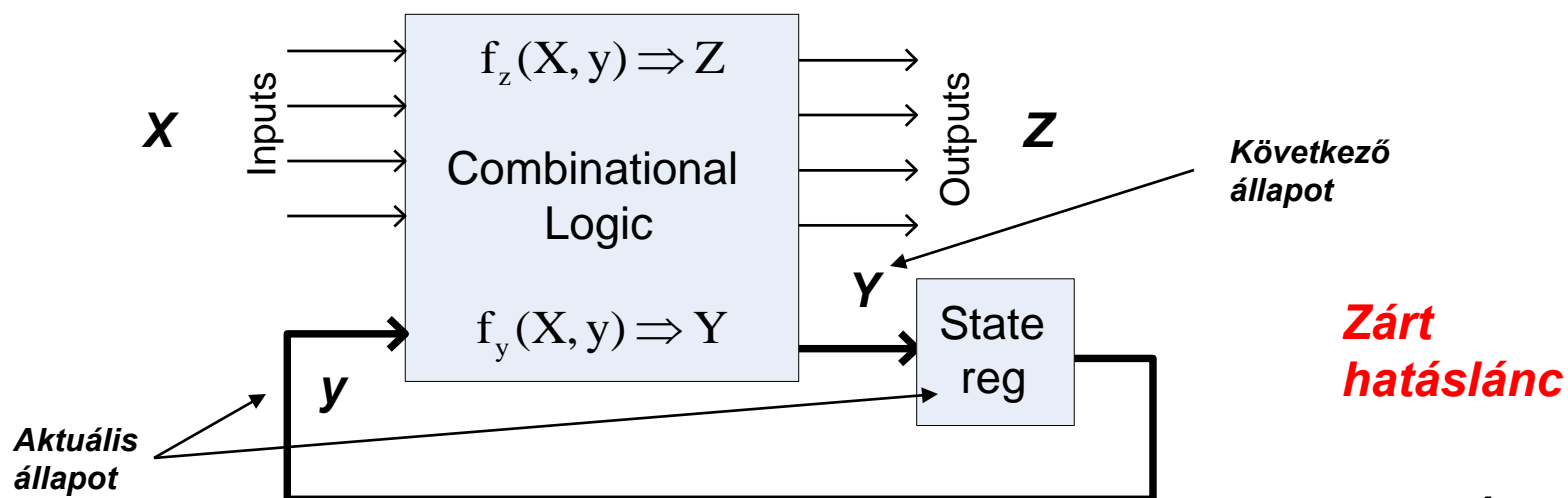 X
Inputs
f_z(X, y) ⇒ Z
Combinational
Logic
f_y(X, y) ⇒ Y
Outputs
Z
Következő
állapot
Y
State
reg
Zárt
hatáslánc
y
Aktuális
állapot